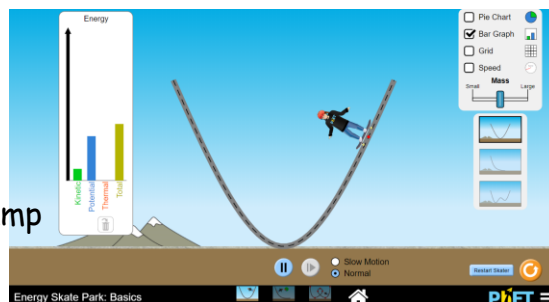 Energy
Kinetic
Potential
Thermal
Total
Pie Chart
Bar Graph
Grid
Speed
Mass
Small
Large
mp
Slow Motion
Normal
Restart Skater
Energy Skate Park: Basics
PhET